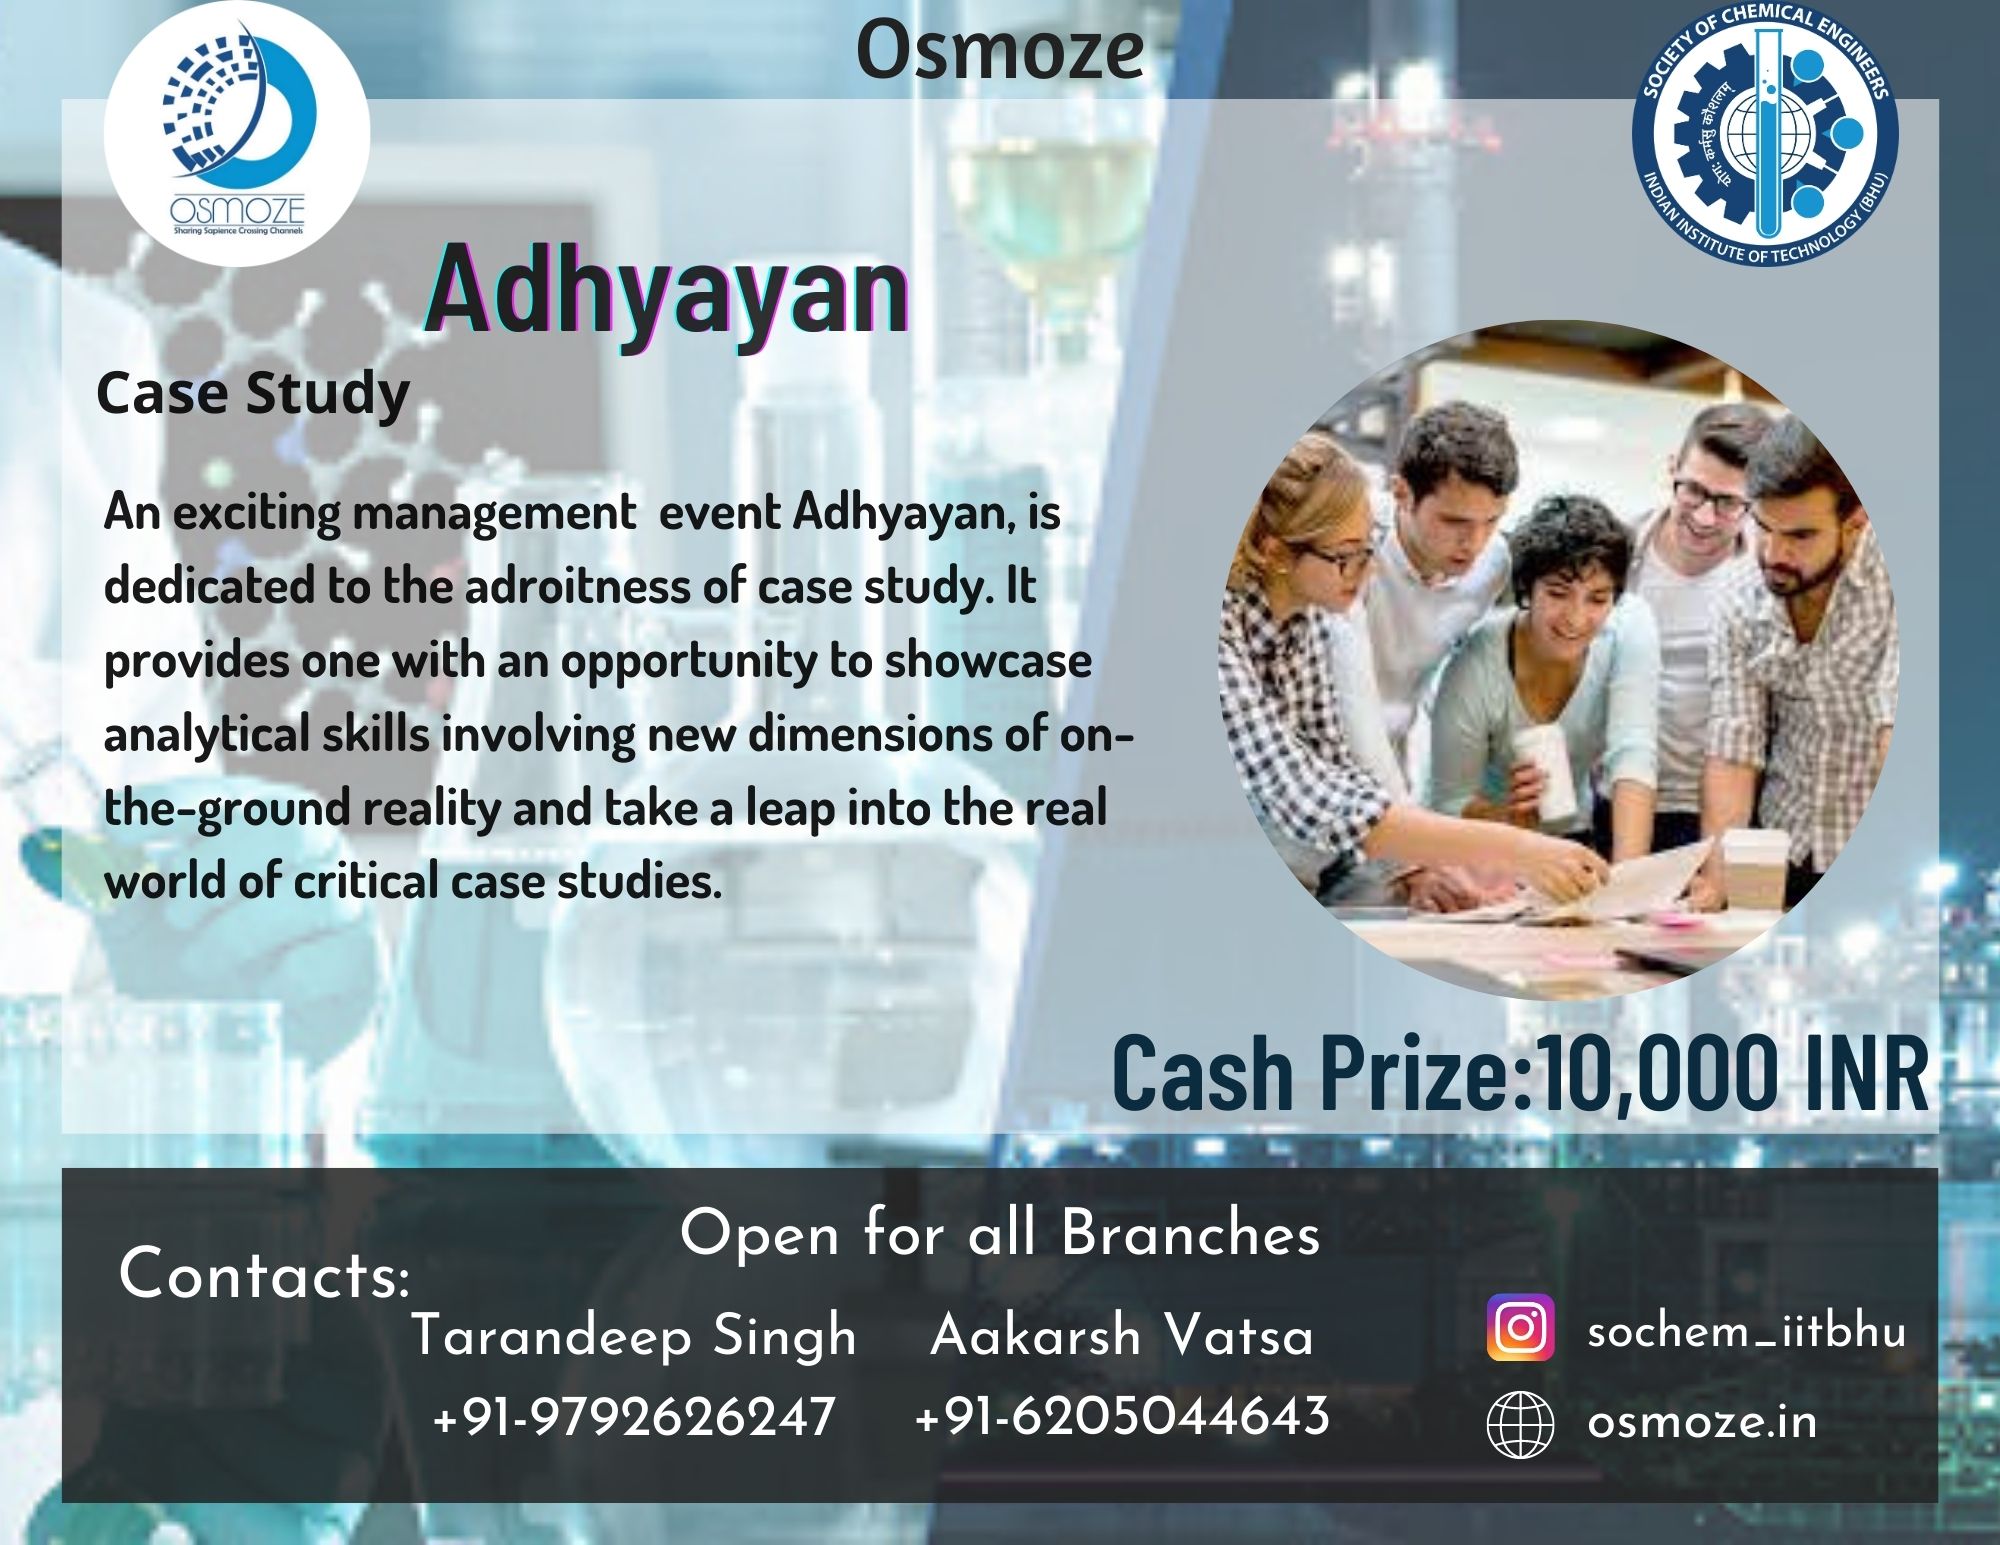 Osmoze
OSMOZE
Sharing Sapience Crossing Channels
SOCIETY OF CHEMICAL ENGINEERS
योग: कर्मसु कौशलम्
INDIAN INSTITUTE OF TECHNOLOGY (BHU)
Adhyayan
Case Study
An exciting management  event Adhyayan, is
dedicated to the adroitness of case study. It
provides one with an opportunity to showcase
analytical skills involving new dimensions of on-
the-ground reality and take a leap into the real
world of critical case studies.
Cash Prize:10,000 INR
Open for all Branches
Contacts:
Tarandeep Singh
+91-9792626247
Aakarsh Vatsa
+91-6205044643
sochem_iitbhu
osmoze.in